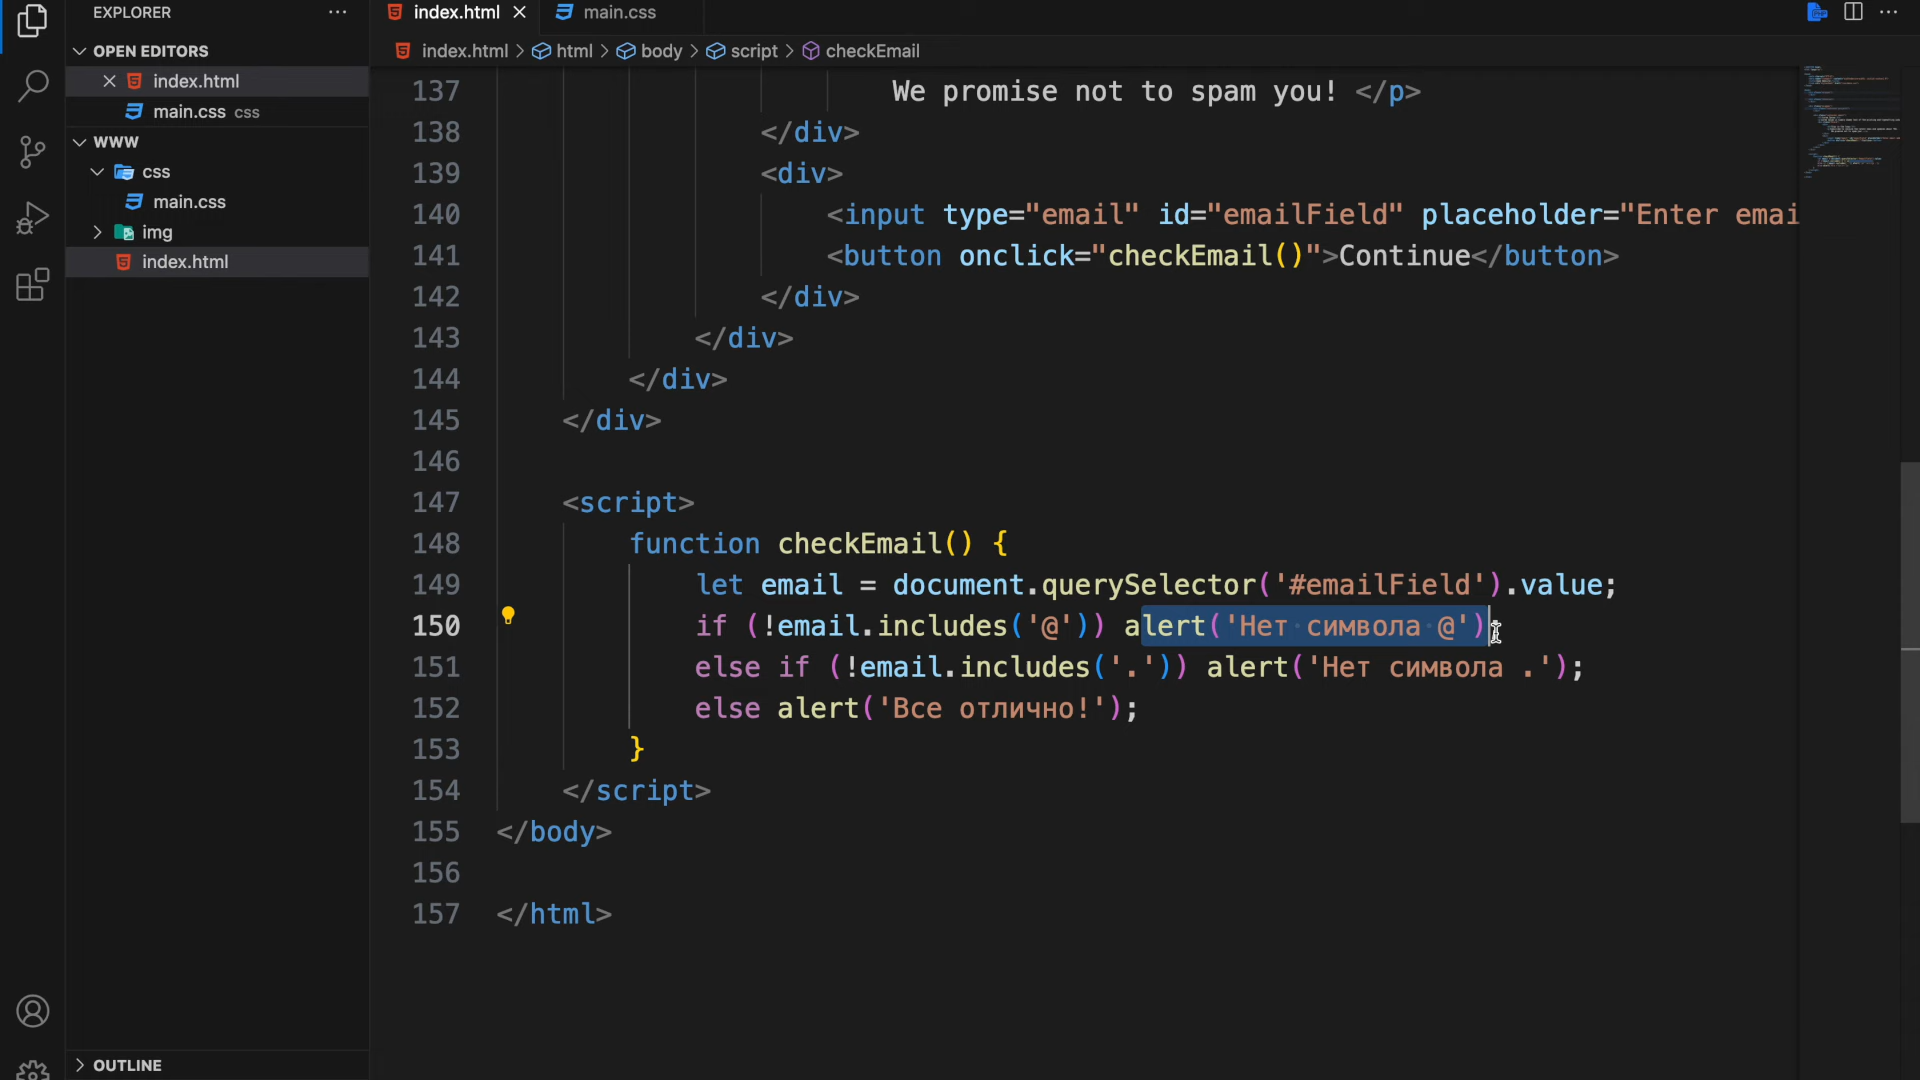 EXPLORER
OPEN EDITORS
index.html
main.css css
WWW
css
main.css
img
index.html
OUTLINE
index.html main.css
index.html > html > body > script > checkEmail
137 We promise not to spam you! </p>
138 </div>
139 <div>
140 <input type="email" id="emailField" placeholder="Enter emai
141 <button onclick="checkEmail()">Continue</button>
142 </div>
143 </div>
144 </div>
145 </div>
146
147 <script>
148 function checkEmail() {
149 let email = document.querySelector('#emailField').value;
150 if (!email.includes('@')) alert('Нет символа @')
151 else if (!email.includes('.')) alert('Нет символа .');
152 else alert('Все отлично!');
153 }
154 </script>
155 </body>
156
157 </html>